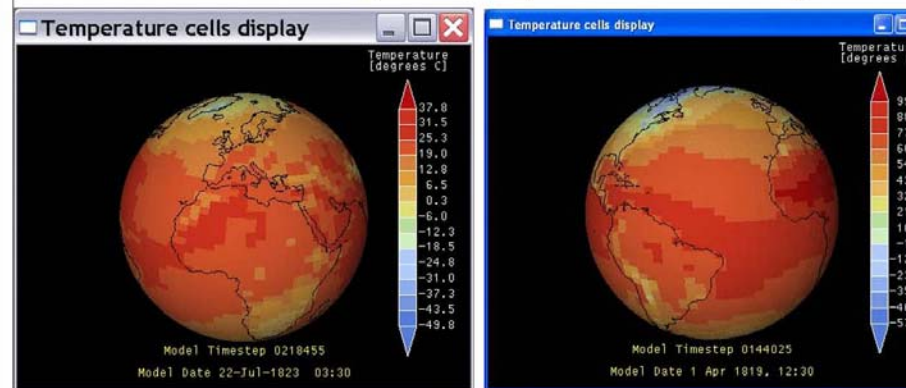 Temperature cells display
Temperature
[degrees C]
37.8
31.5
25.3
19.0
12.8
6.5
0.3
-6.0
-12.3
-18.5
-24.8
-31.0
-37.3
-43.5
-49.8
Model Timestep 0218455
Model Date 22-Jul-1823 03:30
Temperature cells display
Temperatu
[degrees
Model Timestep 0144025
Model Date 1 Apr 1819, 12:30